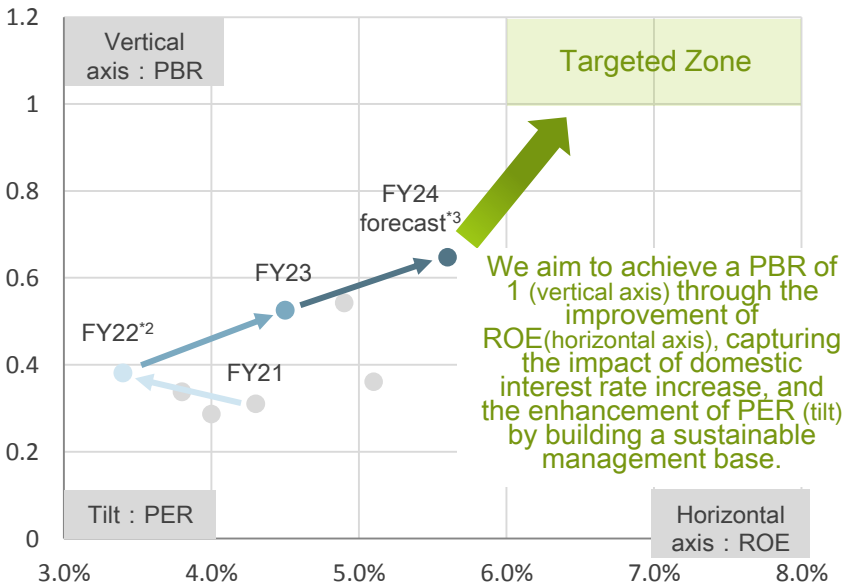 1.2
Vertical
axis : PBR
Targeted Zone
1
0.8
FY24
forecast*3
FY23
0.6
We aim to achieve a PBR of
1 (vertical axis) through the
improvement of
ROE(horizontal axis), capturing
the impact of domestic
interest rate increase, and
the enhancement of PER (tilt)
by building a sustainable
management base.
FY22*2
0.4
FY21
0.2
Tilt : PER
Horizontal
axis : ROE
0
3.0%
4.0%
5.0%
6.0%
7.0%
8.0%